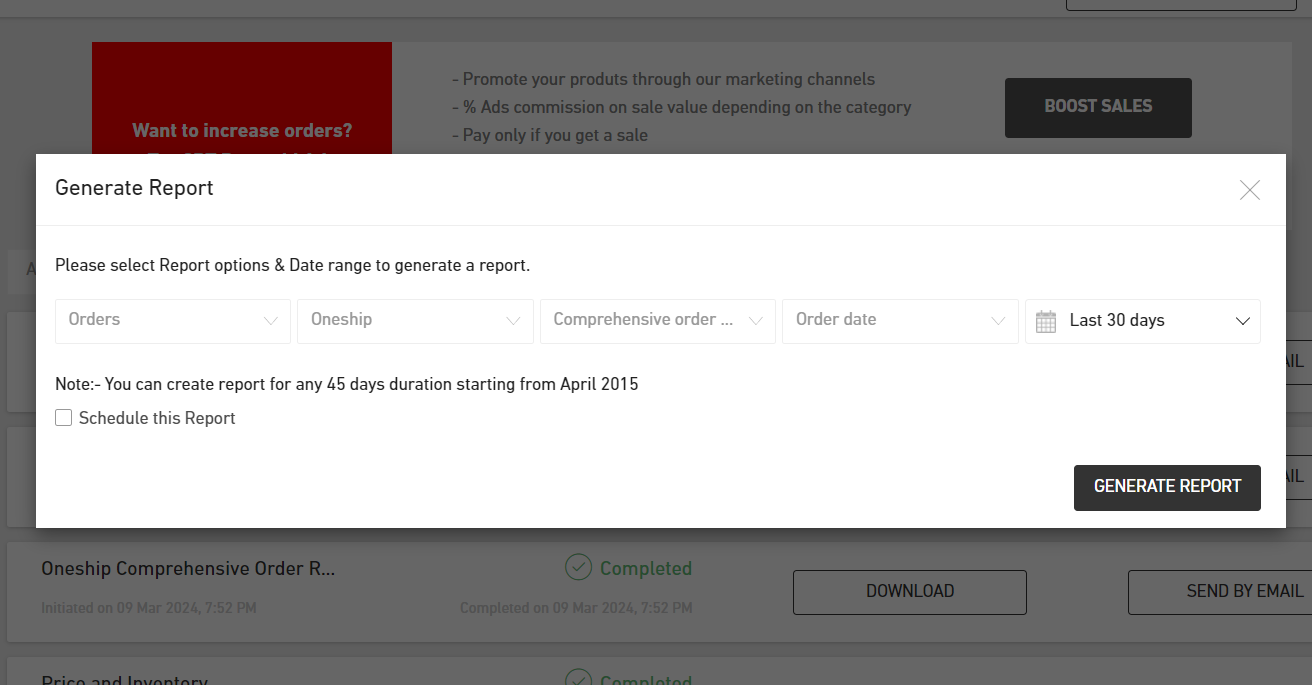 Want to increase orders?
- Promote your produts through our marketing channels
- % Ads commission on sale value depending on the category
- Pay only if you get a sale
BOOST SALES
Generate Report
Please select Report options & Date range to generate a report.
Orders
Oneship
Comprehensive order ...
Order date
Last 30 days
Note:- You can create report for any 45 days duration starting from April 2015
Schedule this Report
GENERATE REPORT
Oneship Comprehensive Order R...
Initiated on 09 Mar 2024, 7:52 PM
Completed
Completed on 09 Mar 2024, 7:52 PM
DOWNLOAD
SEND BY EMAIL
Price and Inventory
Completed